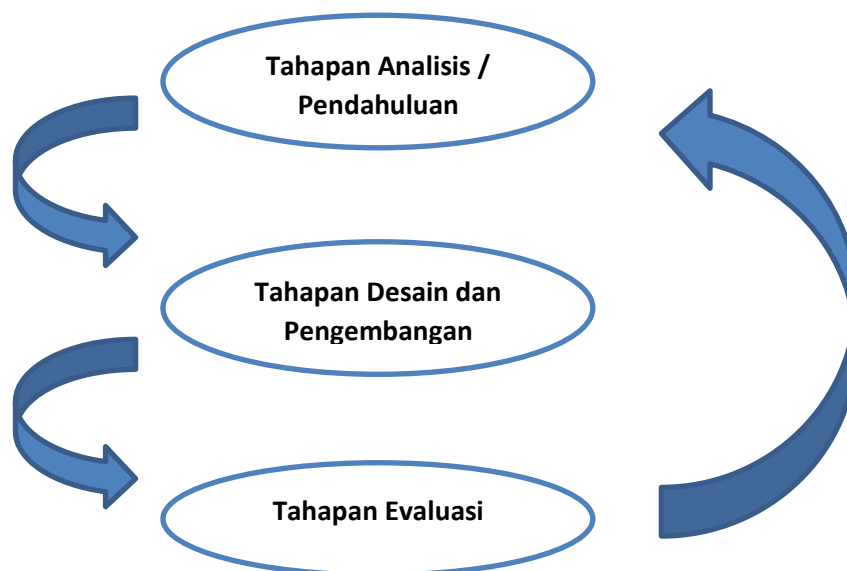 Tahapan Analisis /
Pendahuluan
Tahapan Desain dan
Pengembangan
Tahapan Evaluasi